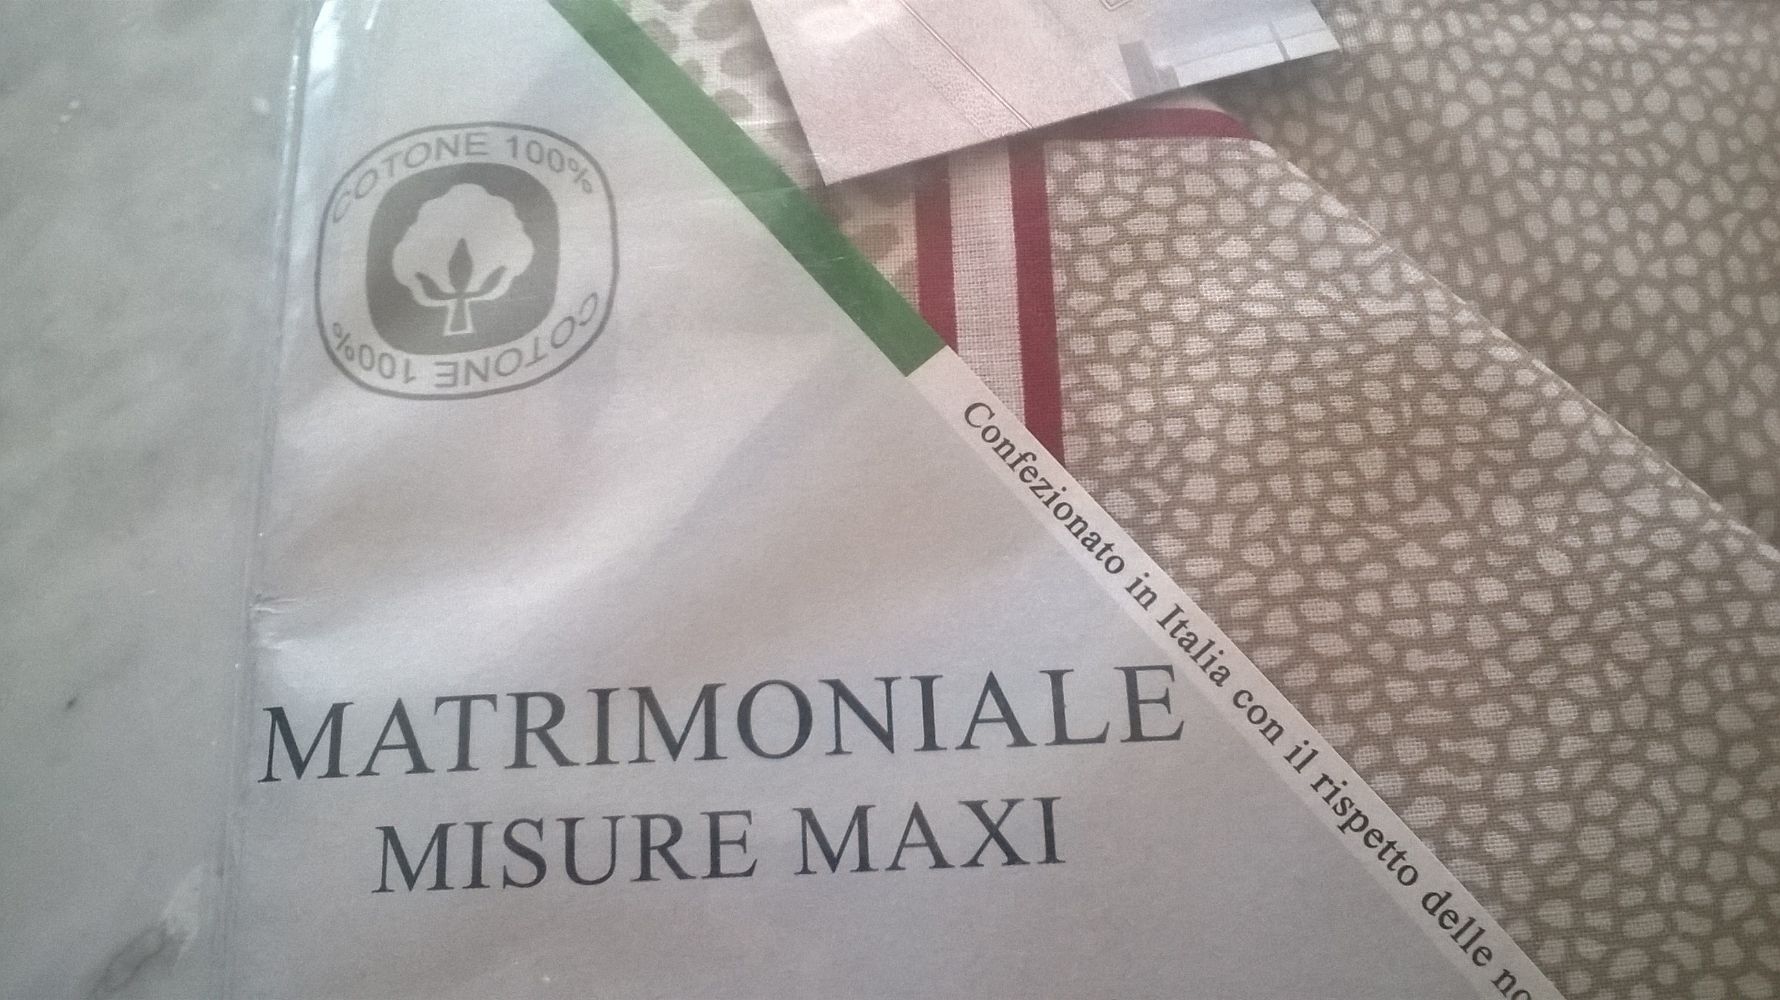 COTONE 100%
COTONE 100%
Confezionato in Italia con il rispetto delle
MATRIMONIALE
MISURE MAXI